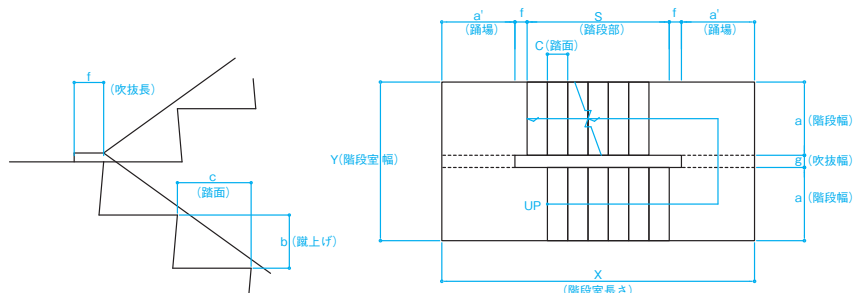 f
(吹抜長)
c
(踏面)
b(蹴上げ)
a'
(踊場)
f
S
(踏段部)
f
a'
(踊場)
C(踏面)
Y(階段室幅)
a(階段幅)
g(吹抜幅)
a(階段幅)
UP
X
(階段室長さ)